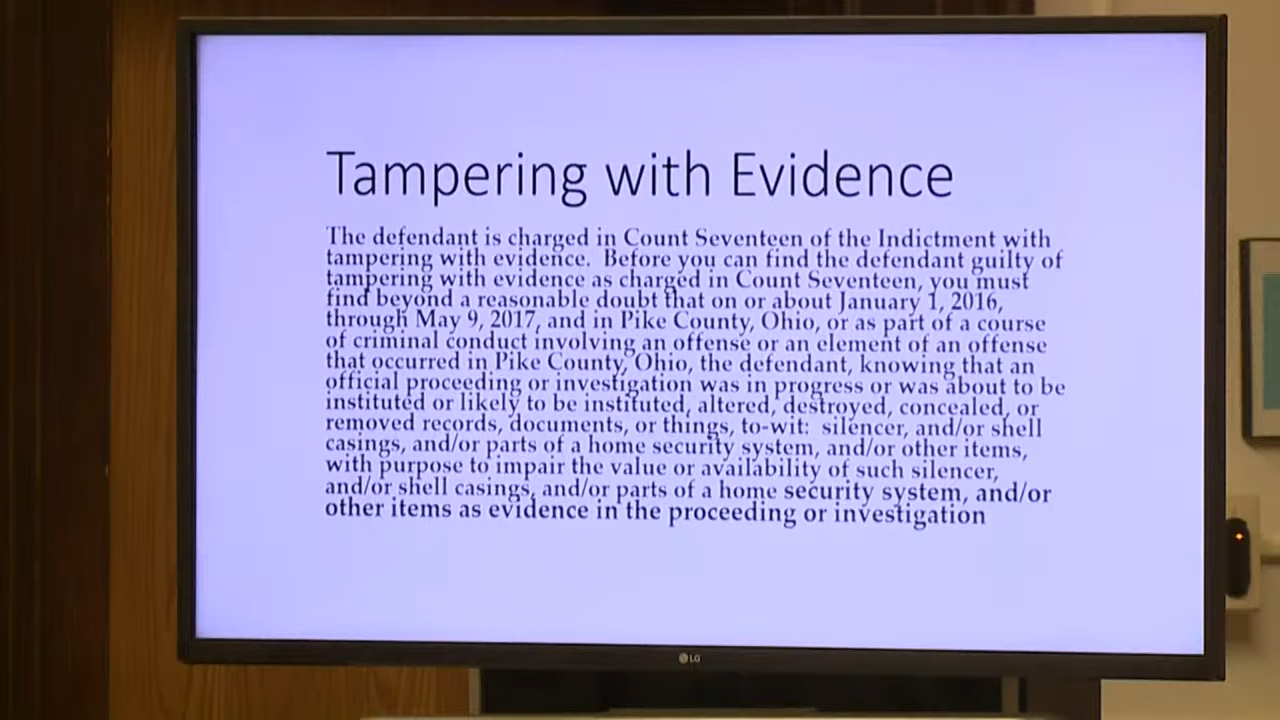 Tampering with Evidence
The defendant is charged in Count Seventeen of the Indictment with
tampering with evidence.  Before you can find the defendant guilty of
tampering with evidence as charged in Count Seventeen, you must
find beyond a reasonable doubt that on or about January 1, 2016,
through May 9, 2017, and in Pike County, Ohio, or as part of a course
of criminal conduct involving an offense or an element of an offense
that occurred in Pike County, Ohio, the defendant, knowing that an
official proceeding or investigation was in progress or was about to be
instituted or likely to be instituted, altered, destroyed, concealed, or
removed records, documents, or things, to-wit:  silencer, and/or shell
casings, and/or parts of a home security system, and/or other items,
with purpose to impair the value or availability of such silencer,
and/or shell casings, and/or parts of a home security system, and/or
other items as evidence in the proceeding or investigation
LG